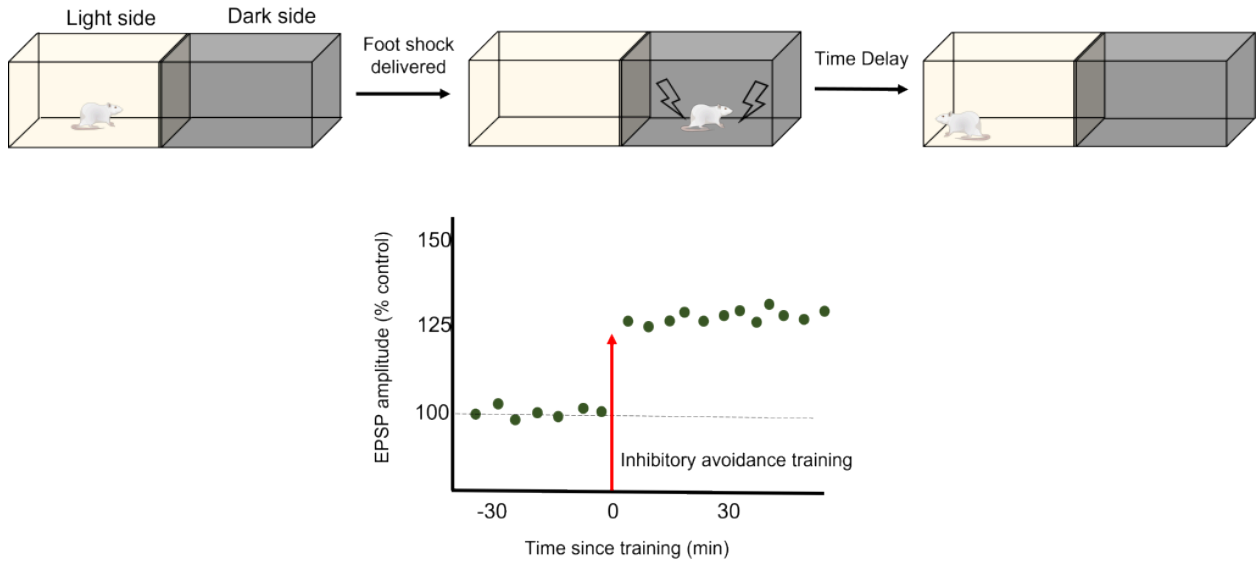 Light side
Dark side
Foot shock
delivered
Time Delay
150
125
100
EPSP amplitude (% control)
Inhibitory avoidance training
-30
0
30
Time since training (min)